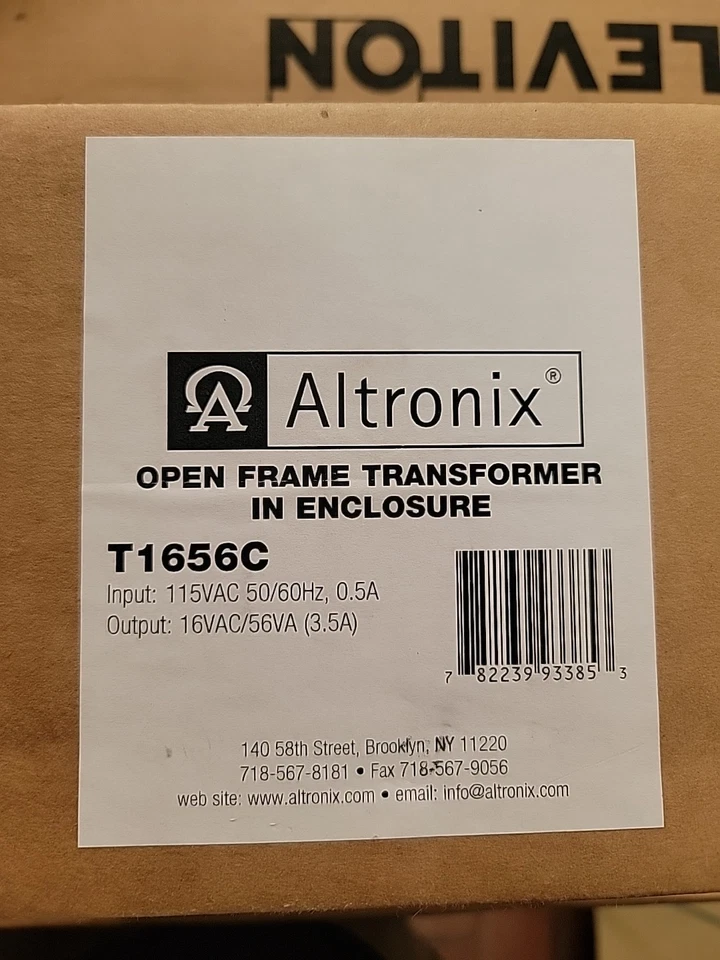 LEVITON
Altronix®
OPEN FRAME TRANSFORMER
IN ENCLOSURE
T1656C
Input: 115VAC 50/60Hz, 0.5A
Output: 16VAC/56VA (3.5A)
7 82239 93385 3
140 58th Street, Brooklyn, NY 11220
718-567-8181 • Fax 718-567-9056
web site: www.altronix.com • email: info@altronix.com